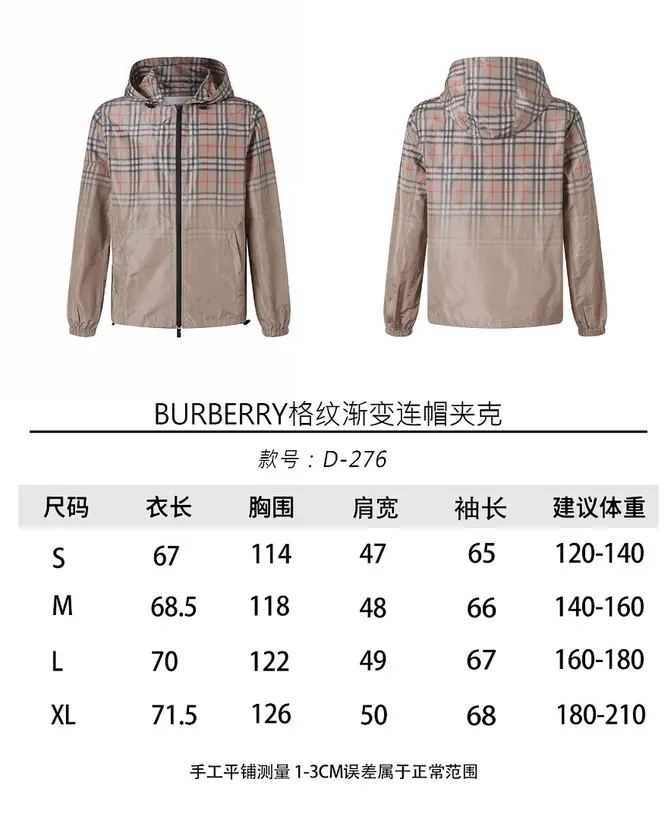 BURBERRY格纹渐变连帽夹克
款号：D-276
尺码 衣长 胸围 肩宽 袖长 建议体重
S 67 114 47 65 120-140
M 68.5 118 48 66 140-160
L 70 122 49 67 160-180
XL 71.5 126 50 68 180-210
手工平铺测量 1-3CM误差属于正常范围